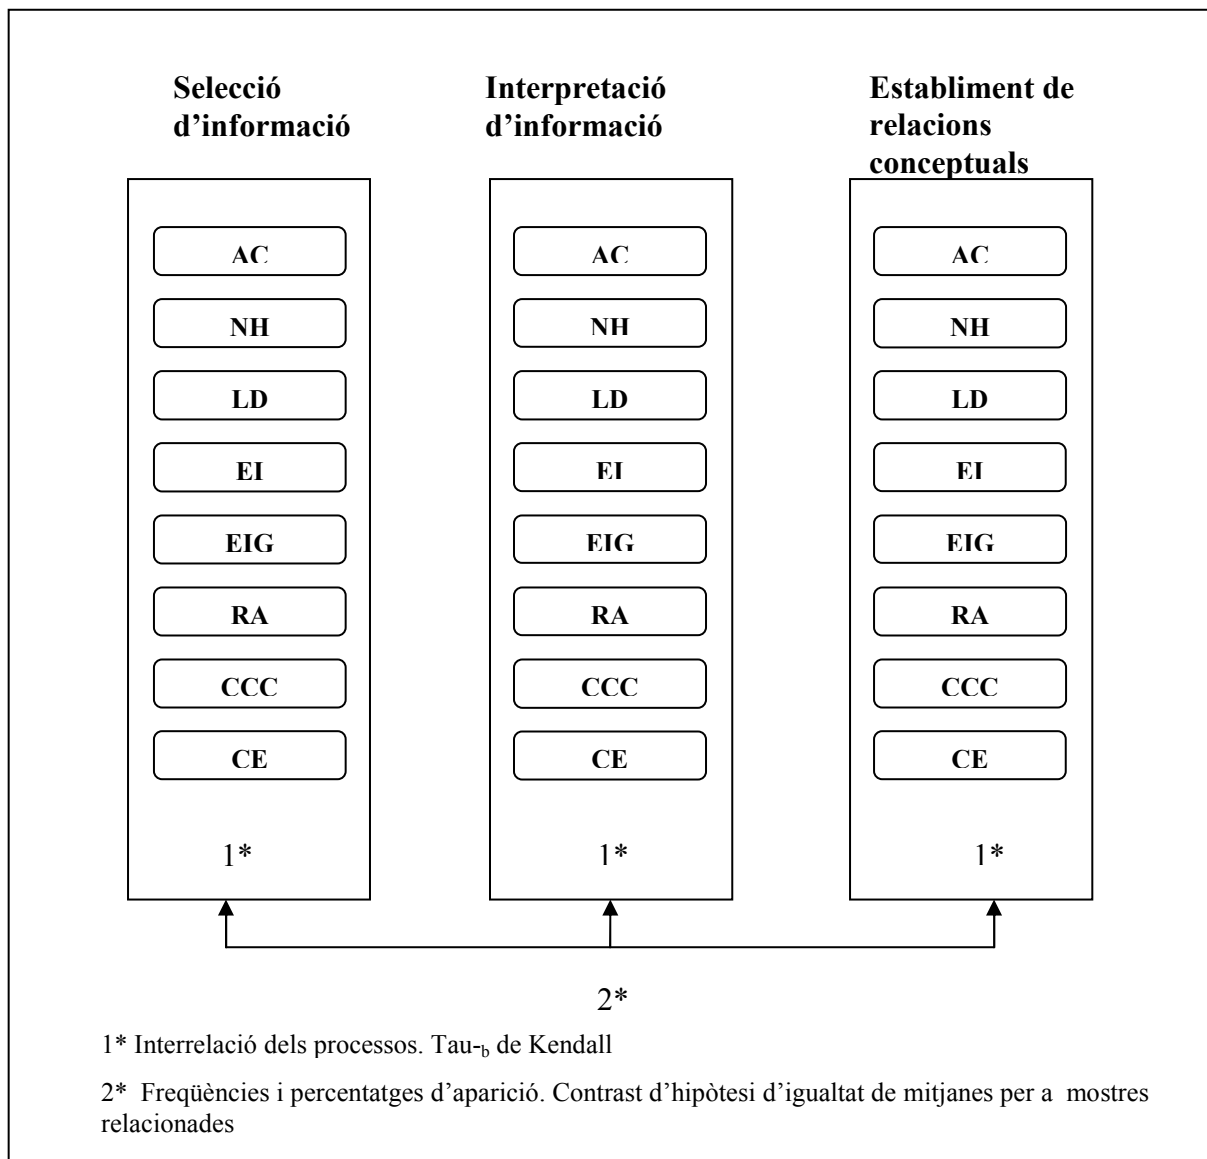 Selecció
d'informació
Interpretació
d'informació
Establiment de
relacions
conceptuals
AC
NH
LD
EI
EIG
RA
CCC
CE
1*
AC
NH
LD
EI
EIG
RA
CCC
CE
1*
AC
NH
LD
EI
EIG
RA
CCC
CE
1*
2*
1* Interrelació dels processos. Tau-b de Kendall
2* Freqüències i percentatges d'aparició. Contrast d'hipòtesi d'igualtat de mitjanes per a mostres
relacionades